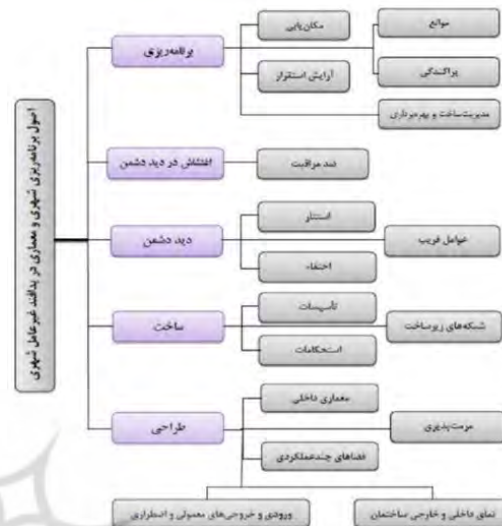 اصول برنامه‌ریزی شهری و معماری در پدافند غیرعامل شهری
برنامه‌ریزی
مکان‌یابی
موانع
آرایش استقرار
پراکندگی
مدیریت ساخت و بهره‌برداری
اغتشاش در دید دشمن
ضد مراقبت
دید دشمن
استتار
اختفاء
عوامل فریب
ساخت
تأسیسات
استحکامات
شبکه‌های زیرساخت
طراحی
معماری داخلی
مرمت‌پذیری
فضاهای چندعملکردی
ورودی و خروجی‌های معمولی و اضطراری
نمای داخلی و خارجی ساختمان